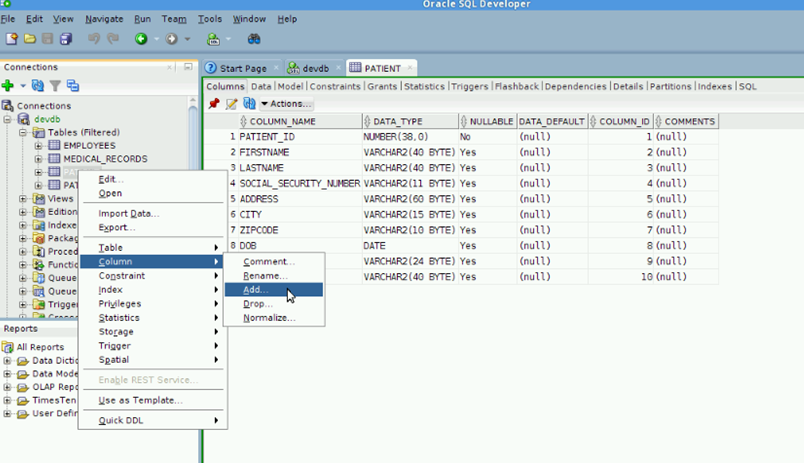 Oracle SQL Developer
File Edit View Navigate Run Team Tools Window Help
Connections
Connections
devdb
Tables (Filtered)
EMPLOYEES
MEDICAL_RECORDS
Views
Edition
Indexe
Packag
Proced
Functio
Queue
Queue
Trigger
Reports
All Reports
Data Dictio
Data Mode
OLAP Repo
TimesTen
User Defin
Edit...
Open
Import Data...
Export...
Table
Column
Constraint
Index
Privileges
Statistics
Storage
Trigger
Spatial
Enable REST Service...
Use as Template...
Quick DDL
Comment...
Rename...
Add...
Drop...
Normalize...
Start Page devdb PATIENT
Columns Data Model Constraints Grants Statistics Triggers Flashback Dependencies Details Partitions Indexes SQL
Actions...
COLUMN_NAME DATA_TYPE NULLABLE DATA_DEFAULT COLUMN_ID COMMENTS
1 PATIENT_ID NUMBER(38,0) No (null) 1 (null)
2 FIRSTNAME VARCHAR2(40 BYTE) Yes (null) 2 (null)
3 LASTNAME VARCHAR2(40 BYTE) Yes (null) 3 (null)
4 SOCIAL_SECURITY_NUMBER VARCHAR2(11 BYTE) Yes (null) 4 (null)
5 ADDRESS VARCHAR2(60 BYTE) Yes (null) 5 (null)
6 CITY VARCHAR2(15 BYTE) Yes (null) 6 (null)
7 ZIPCODE VARCHAR2(10 BYTE) Yes (null) 7 (null)
8 DOB DATE Yes (null) 8 (null)
VARCHAR2(24 BYTE) Yes (null) 9 (null)
VARCHAR2(40 BYTE) Yes (null) 10 (null)